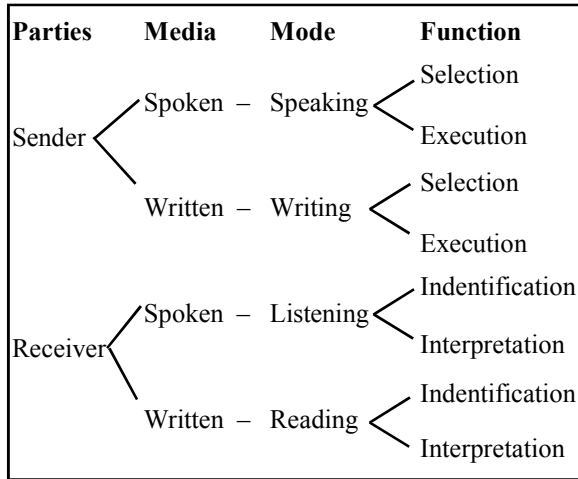 Parties Media Mode Function
Selection
Spoken – Speaking
Execution
Sender
Selection
Written – Writing
Execution
Indentification
Spoken – Listening
Interpretation
Receiver
Indentification
Written – Reading
Interpretation